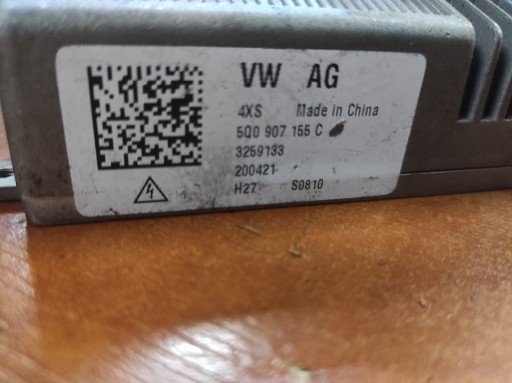 VW AG
4XS Made in China
5Q0 907 155 C
3259133
200421
H27 S0810